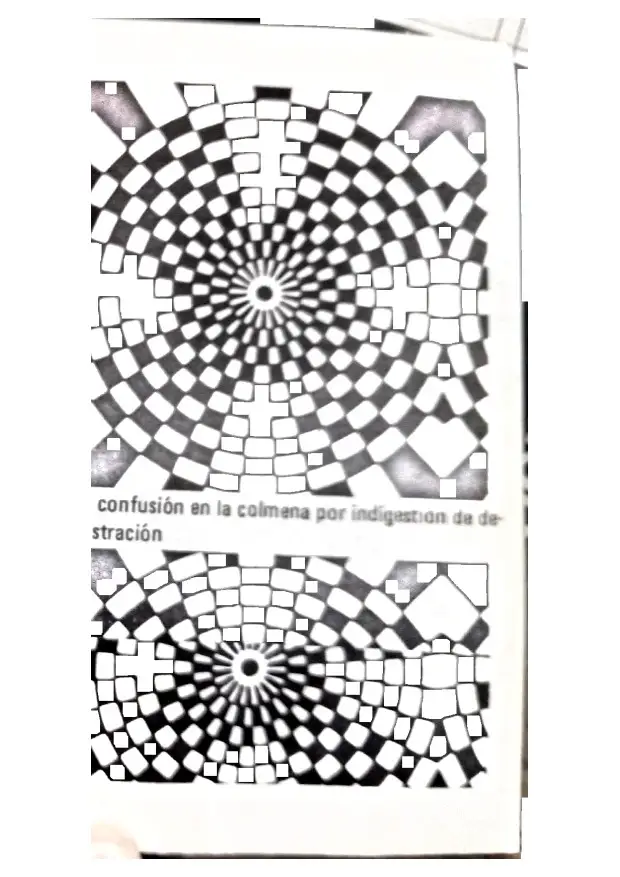 confusión en la colmena por indigestion de de-
stración